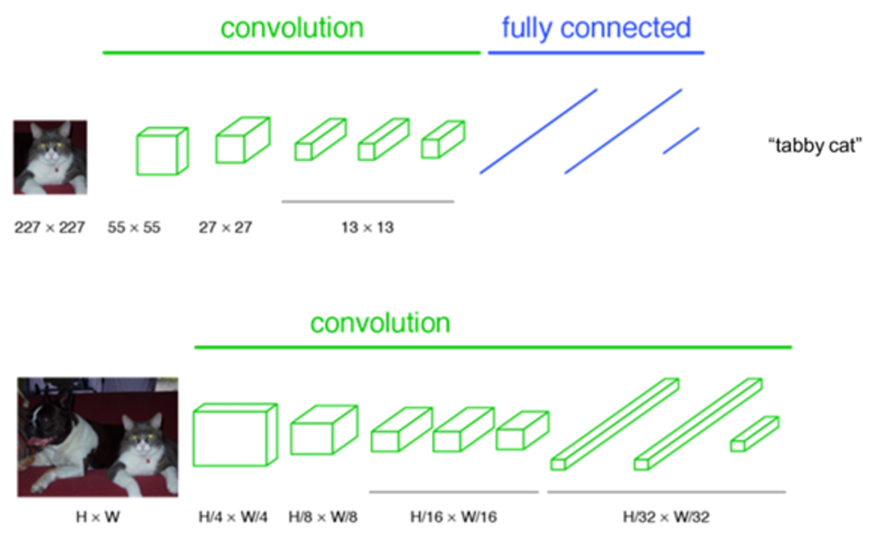 convolution
fully connected
“tabby cat”
227 × 227
55 × 55
27 × 27
13 × 13
convolution
H × W
H/4 × W/4
H/8 × W/8
H/16 × W/16
H/32 × W/32